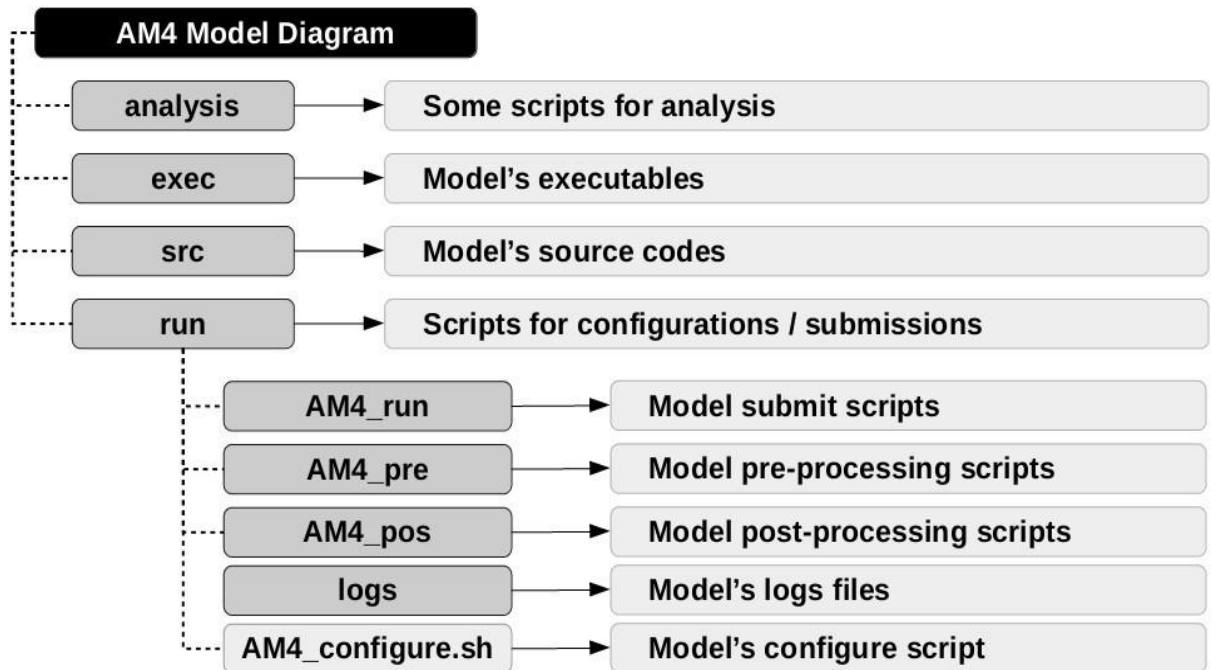 AM4 Model Diagram
analysis
Some scripts for analysis
exec
Model's executables
src
Model's source codes
run
Scripts for configurations / submissions
AM4_run
Model submit scripts
AM4_pre
Model pre-processing scripts
AM4_pos
Model post-processing scripts
logs
Model's logs files
AM4_configure.sh
Model's configure script